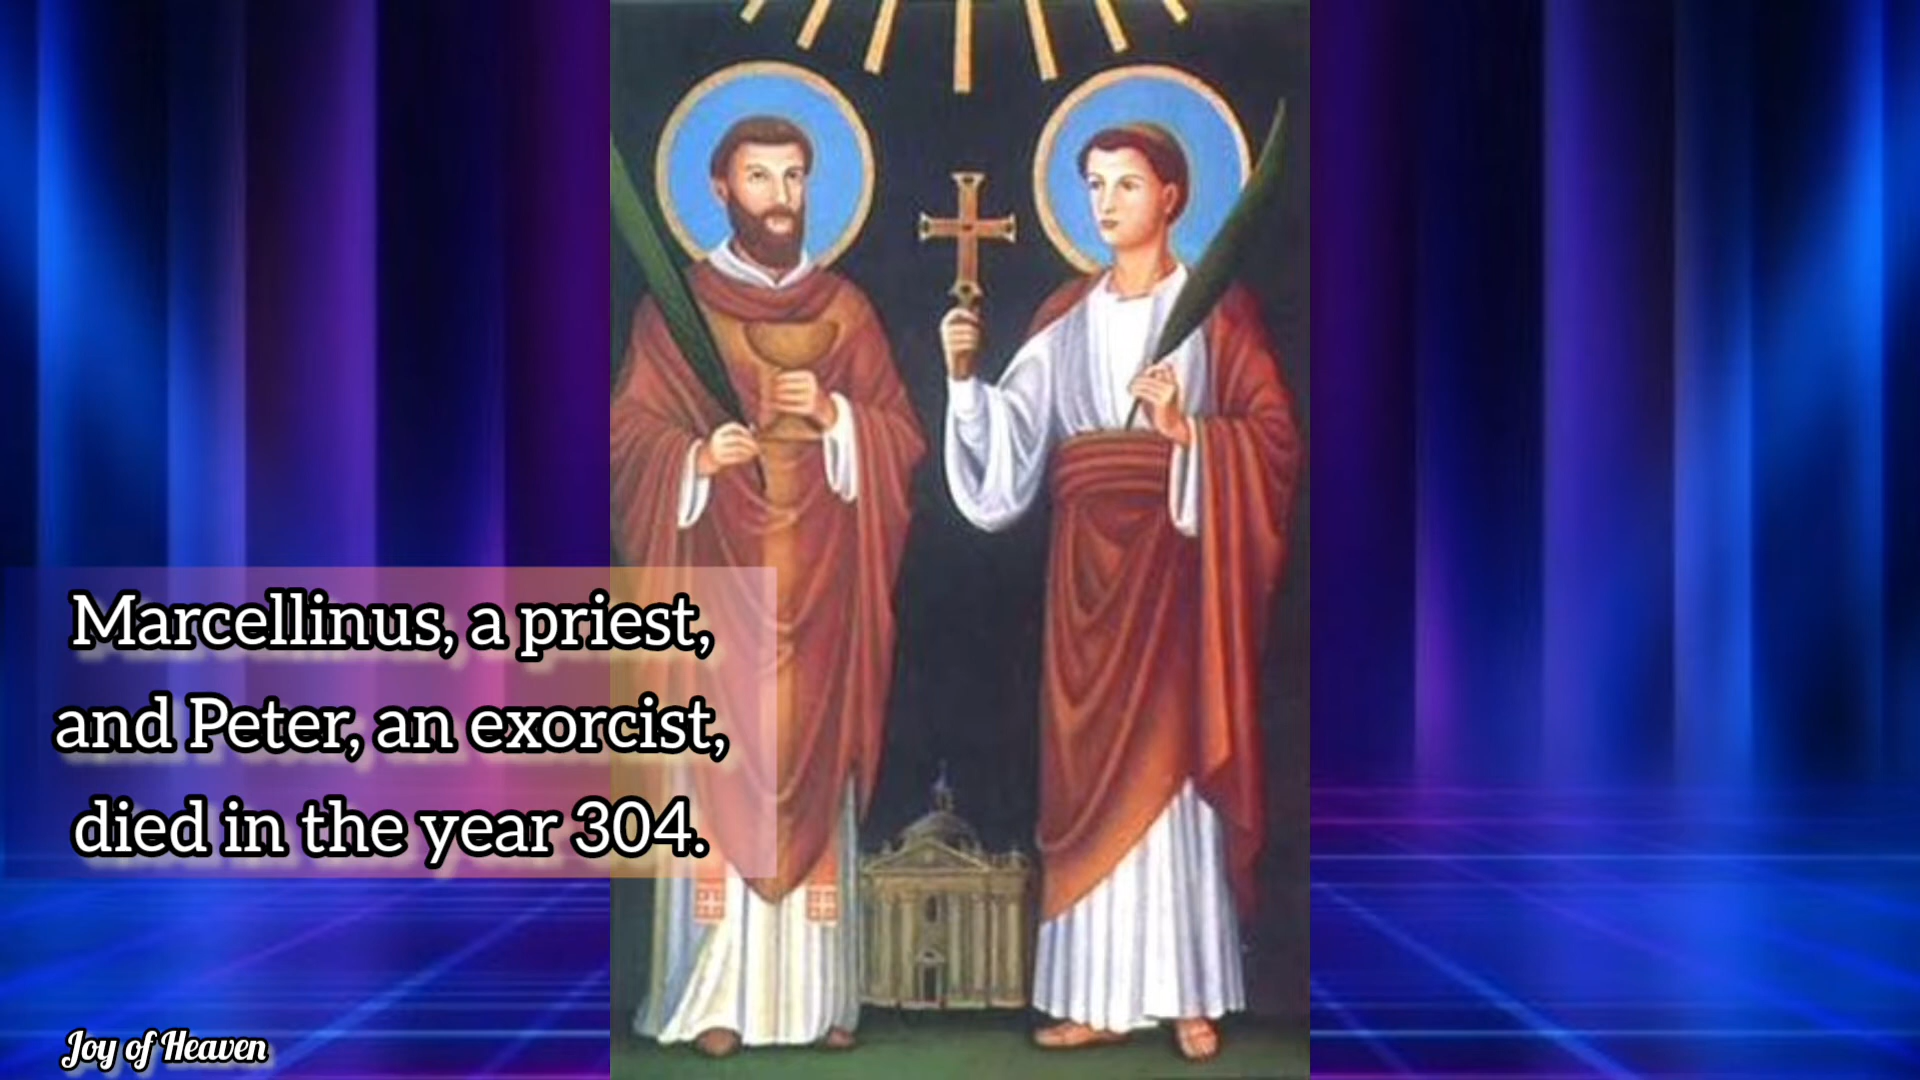 Marcellinus, a priest,
and Peter, an exorcist,
died in the year 304.
Joy of Heaven